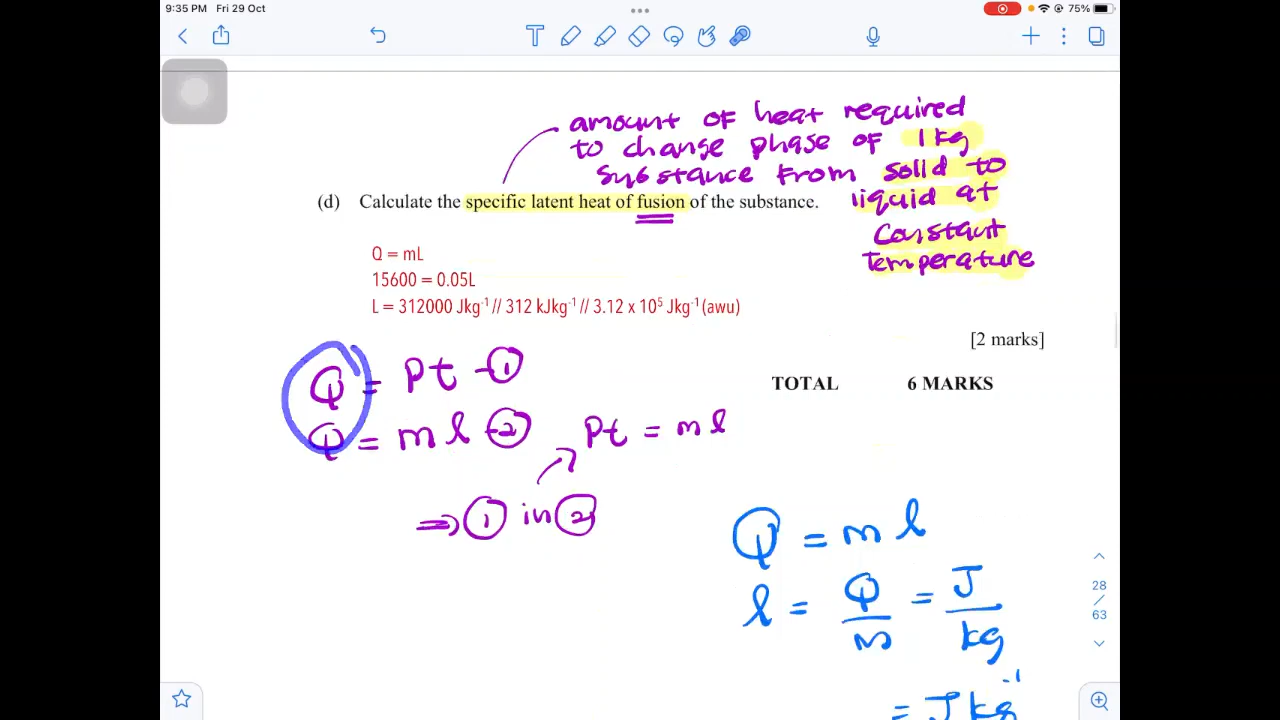 9:35 PM Fri 29 Oct
75%
T
amount of heat required
to change phase of 1kg
substance from solid to
liquid at
constant
temperature
(d) Calculate the specific latent heat of fusion of the substance.
Q = mL
15600 = 0.05L
L = 312000 Jkg⁻¹ // 312 kJkg⁻¹ // 3.12 x 10⁵ Jkg⁻¹ (awu)
[2 marks]
TOTAL 6 MARKS
Q = Pt - ①
Q = ml - ②
Pt = ml
⇒ ① in ②
Q = ml
l = Q/m = J/kg
= Jkg⁻¹
28
/
63